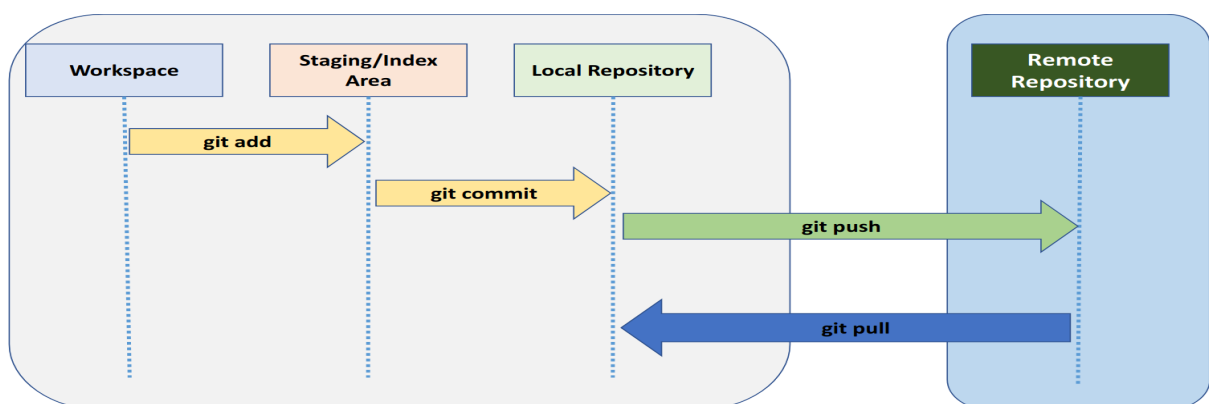 Workspace
Staging/Index
Area
Local Repository
Remote
Repository
git add
git commit
git push
git pull